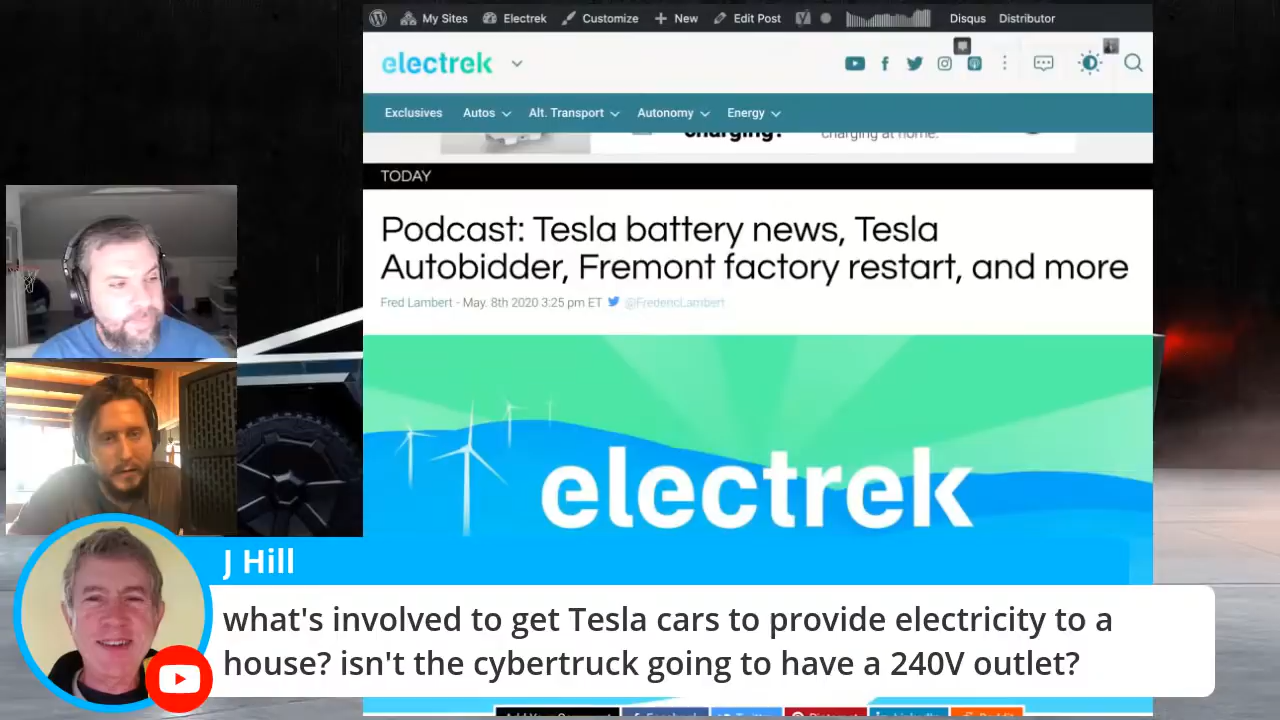 My Sites Electrek Customize New Edit Post Disqus Distributor
electrek
Exclusives Autos Alt. Transport Autonomy Energy
charging? charging at home.
TODAY
Podcast: Tesla battery news, Tesla
Autobidder, Fremont factory restart, and more
Fred Lambert - May. 8th 2020 3:25 pm ET @FredericLambert
electrek
J Hill
what's involved to get Tesla cars to provide electricity to a
house? isn't the cybertruck going to have a 240V outlet?